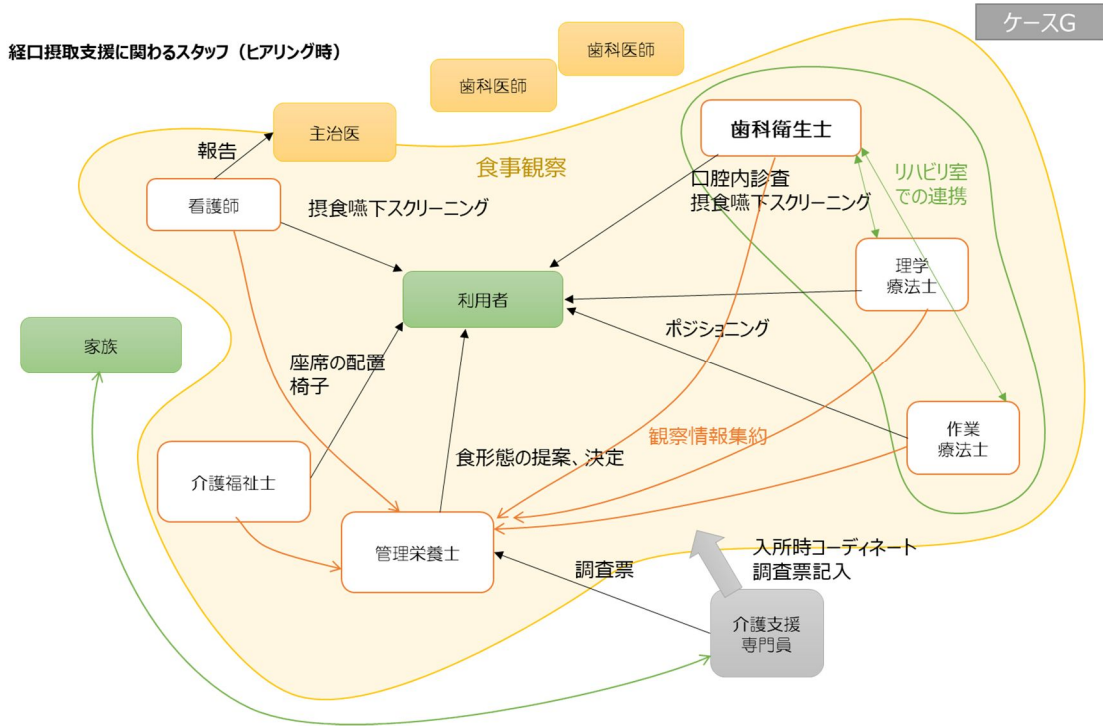 ケースG
経口摂取支援に関わるスタッフ（ヒアリング時）
歯科医師
歯科医師
主治医
報告
食事観察
歯科衛生士
看護師
摂食嚥下スクリーニング
口腔内診査
摂食嚥下スクリーニング
リハビリ室
での連携
理学
療法士
利用者
ポジショニング
家族
座席の配置
椅子
観察情報集約
作業
療法士
介護福祉士
食形態の提案、決定
管理栄養士
調査票
入所時コーディネート
調査票記入
介護支援
専門員